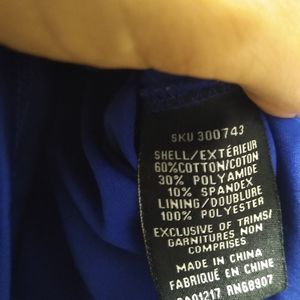 SKU 300743
SHELL/EXTÉRIEUR
60%COTTON/COTON
30% POLYAMIDE
10% SPANDEX
LINING/DOUBLURE
100% POLYESTER
EXCLUSIVE OF TRIMS/
GARNITURES NON
COMPRISES
MADE IN CHINA
FABRIQUÉ EN CHINE
RN68907